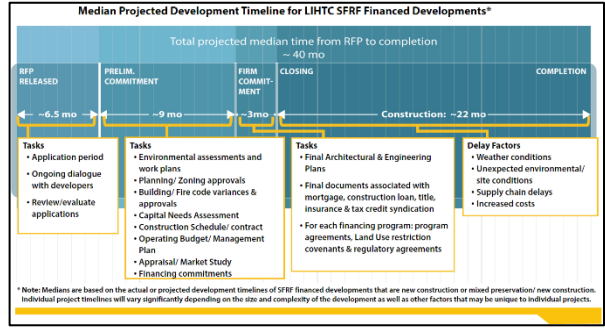 Median Projected Development Timeline for LIHTC SFRF Financed Developments*
Total projected median time from RFP to completion
~ 40 mo
RFP
RELEASED
PRELIM.
COMMITMENT
FIRM
COMMIT-
MENT
CLOSING
COMPLETION
~6.5 mo
~9 mo
~3mo
Construction: ~22 mo
Tasks
• Application period
• Ongoing dialogue
with developers
• Review/evaluate
applications
Tasks
• Environmental assessments and
work plans
• Planning/ Zoning approvals
• Building/ Fire code variances &
approvals
• Capital Needs Assessment
• Construction Schedule/ contract
• Operating Budget/ Management
Plan
• Appraisal/ Market Study
• Financing commitments
Tasks
• Final Architectural & Engineering
Plans
• Final documents associated with
mortgage, construction loan, title,
insurance & tax credit syndication
• For each financing program: program
agreements, Land Use restriction
covenants & regulatory agreements
Delay Factors
• Weather conditions
• Unexpected environmental/
site conditions
• Supply chain delays
• Increased costs
* Note: Medians are based on the actual or projected development timelines of SFRF financed developments that are new construction or mixed preservation/ new construction.
Individual project timelines will vary significantly depending on the size and complexity of the development as well as other factors that may be unique to individual projects.